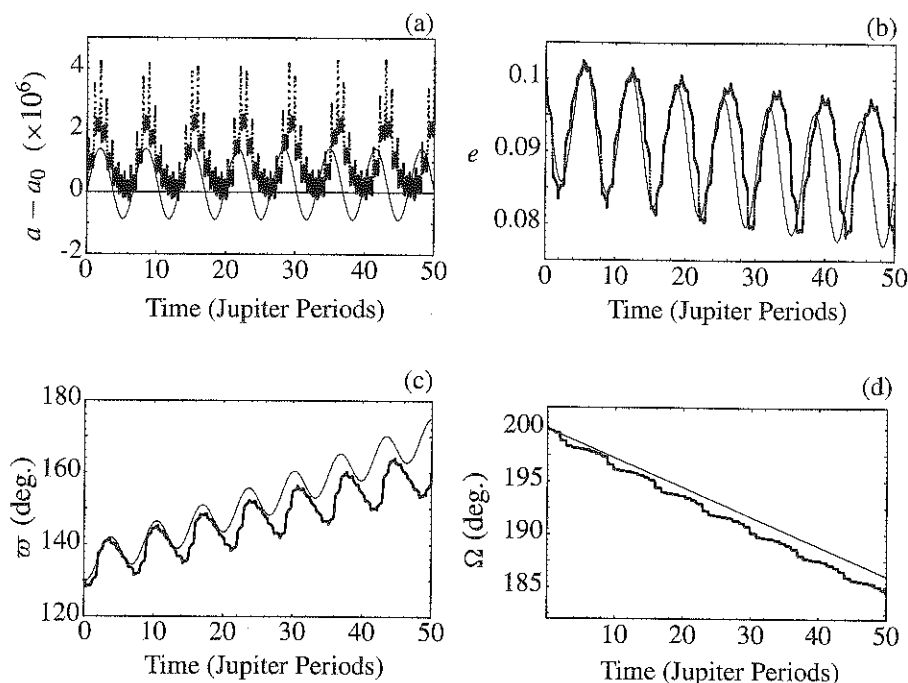 (a)
a − a₀ (×10⁶)
4
2
0
-2
0 10 20 30 40 50
Time (Jupiter Periods)
(b)
e
0.1
0.09
0.08
0 10 20 30 40 50
Time (Jupiter Periods)
(c)
ϖ (deg.)
180
160
140
120
0 10 20 30 40 50
Time (Jupiter Periods)
(d)
Ω (deg.)
200
195
190
185
0 10 20 30 40 50
Time (Jupiter Periods)